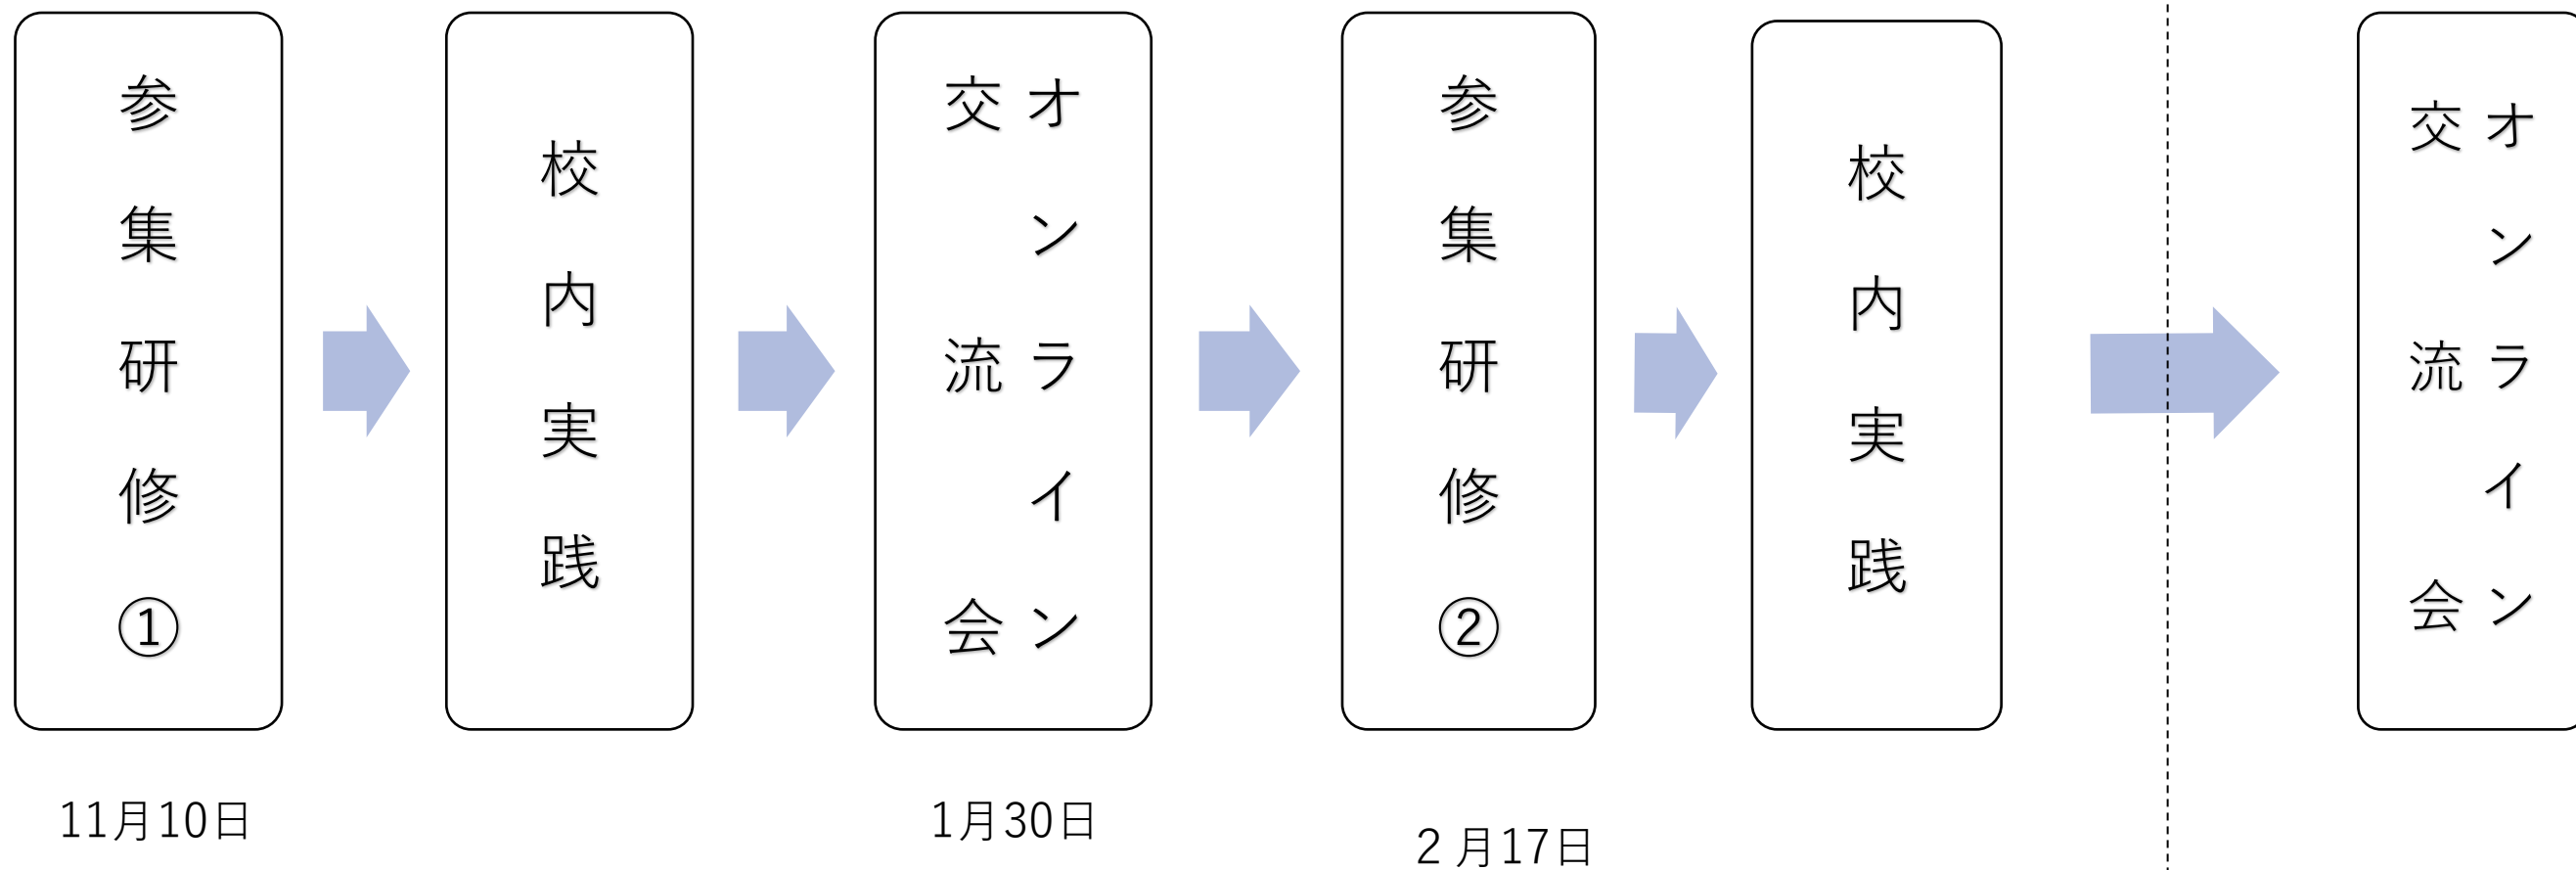 参集研修①
校内実践
オンライン
交流会
参集研修②
校内実践
オンライン
交流会
11月10日
1月30日
2月17日